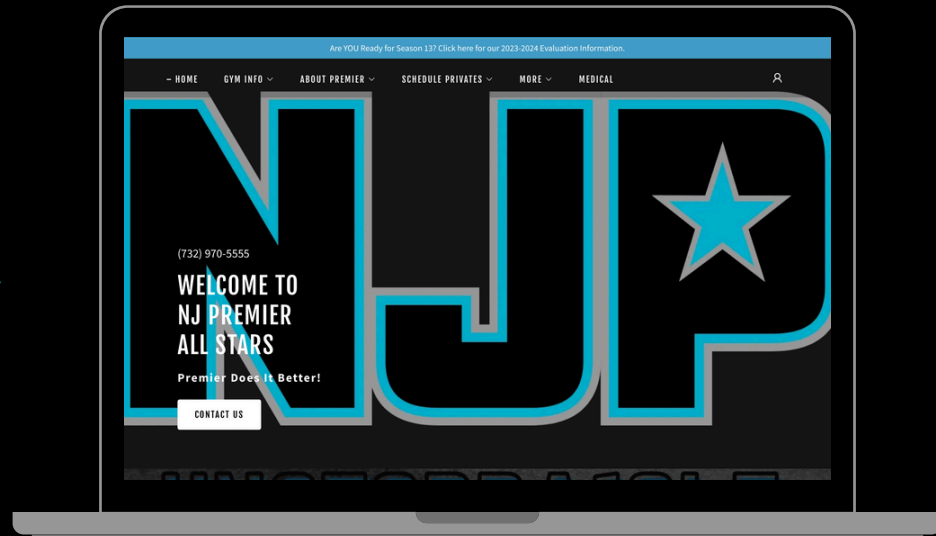 Are YOU Ready for Season 13? Click here for our 2023-2024 Evaluation Information.
– HOME GYM INFO ABOUT PREMIER SCHEDULE PRIVATES MORE MEDICAL
NJP
(732) 970-5555
WELCOME TO
NJ PREMIER
ALL STARS
Premier Does It Better!
CONTACT US